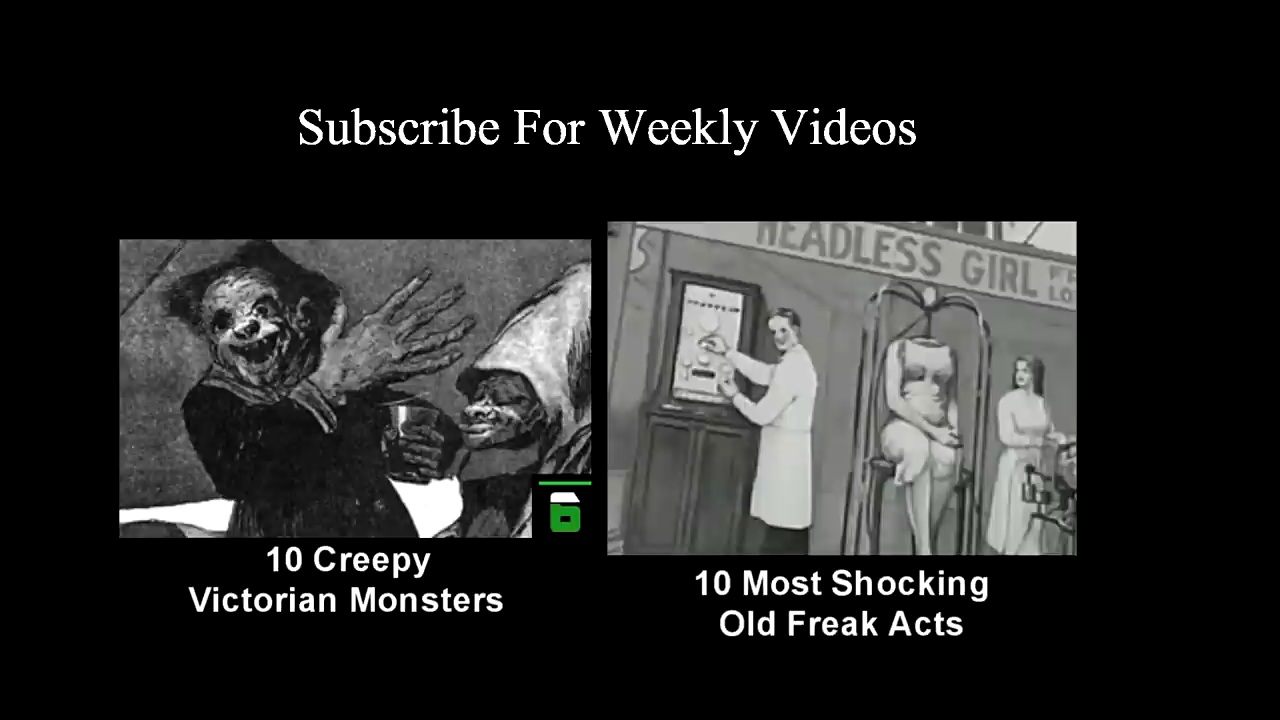 Subscribe For Weekly Videos
HEADLESS GIRL
10 Creepy
Victorian Monsters
10 Most Shocking
Old Freak Acts